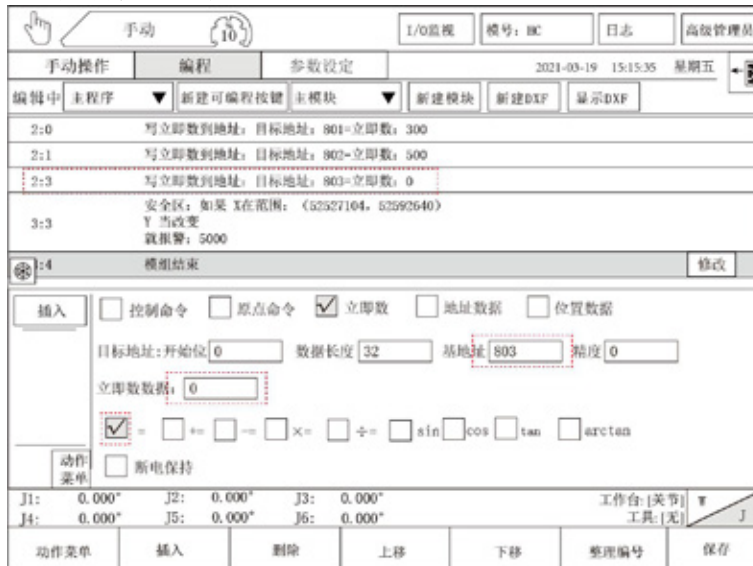 手动 10 I/O监视 模号: HC 日志 高级管理员
手动操作 编程 参数设定 2021-03-19 15:15:35 星期五
编辑中 主程序 新建可编程按键 主模块 新建模块 新建DXF 显示DXF
2:0 写立即数到地址: 目标地址: 801=立即数: 300
2:1 写立即数到地址: 目标地址: 802=立即数: 500
2:3 写立即数到地址: 目标地址: 803=立即数: 0
安全区: 如果 X在范围: (52527104, 52592640)
3:3 Y 当改变
就报警: 5000
:4 模组结束 修改
插入 控制命令 原点命令 立即数 地址数据 位置数据
目标地址:开始位 0 数据长度 32 基地址 803 精度 0
立即数数据: 0
= += -= ×= ÷= sin cos tan arctan
动作菜单 断电保持
J1: 0.000° J2: 0.000° J3: 0.000° 工作台:[关节] W
J4: 0.000° J5: 0.000° J6: 0.000° 工具:[无] J
动作菜单 插入 删除 上移 下移 整理编号 保存